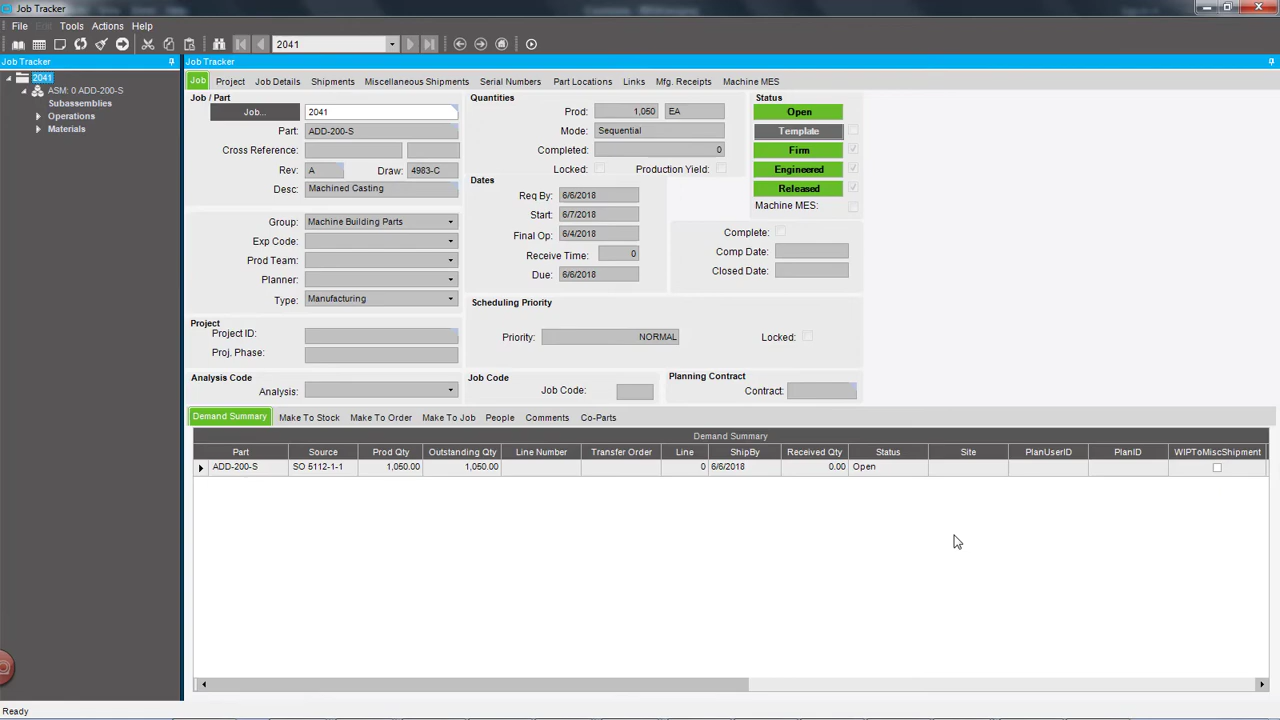 Job Tracker
File Edit Tools Actions Help
2041
Job Tracker
2041
ASM: 0 ADD-200-S
Subassemblies
Operations
Materials
Job Tracker
Job Project Job Details Shipments Miscellaneous Shipments Serial Numbers Part Locations Links Mfg. Receipts Machine MES
Job / Part
Job... 2041
Part: ADD-200-S
Cross Reference:
Rev: A Draw: 4983-C
Desc: Machined Casting
Group: Machine Building Parts
Exp Code:
Prod Team:
Planner:
Type: Manufacturing
Project
Project ID:
Proj. Phase:
Analysis Code
Analysis:
Quantities
Prod: 1,050 EA
Mode: Sequential
Completed: 0
Locked: Production Yield:
Dates
Req By: 6/6/2018
Start: 6/7/2018
Final Op: 6/4/2018
Receive Time: 0
Due: 6/6/2018
Status
Open
Template
Firm
Engineered
Released
Machine MES:
Complete:
Comp Date:
Closed Date:
Scheduling Priority
Priority: NORMAL Locked:
Job Code
Job Code:
Planning Contract
Contract:
Demand Summary Make To Stock Make To Order Make To Job People Comments Co-Parts
Demand Summary
Part Source Prod Qty Outstanding Qty Line Number Transfer Order Line ShipBy Received Qty Status Site PlanUserID PlanID WIPToMiscShipment
ADD-200-S SO 5112-1-1 1,050.00 1,050.00 0 6/6/2018 0.00 Open
Ready